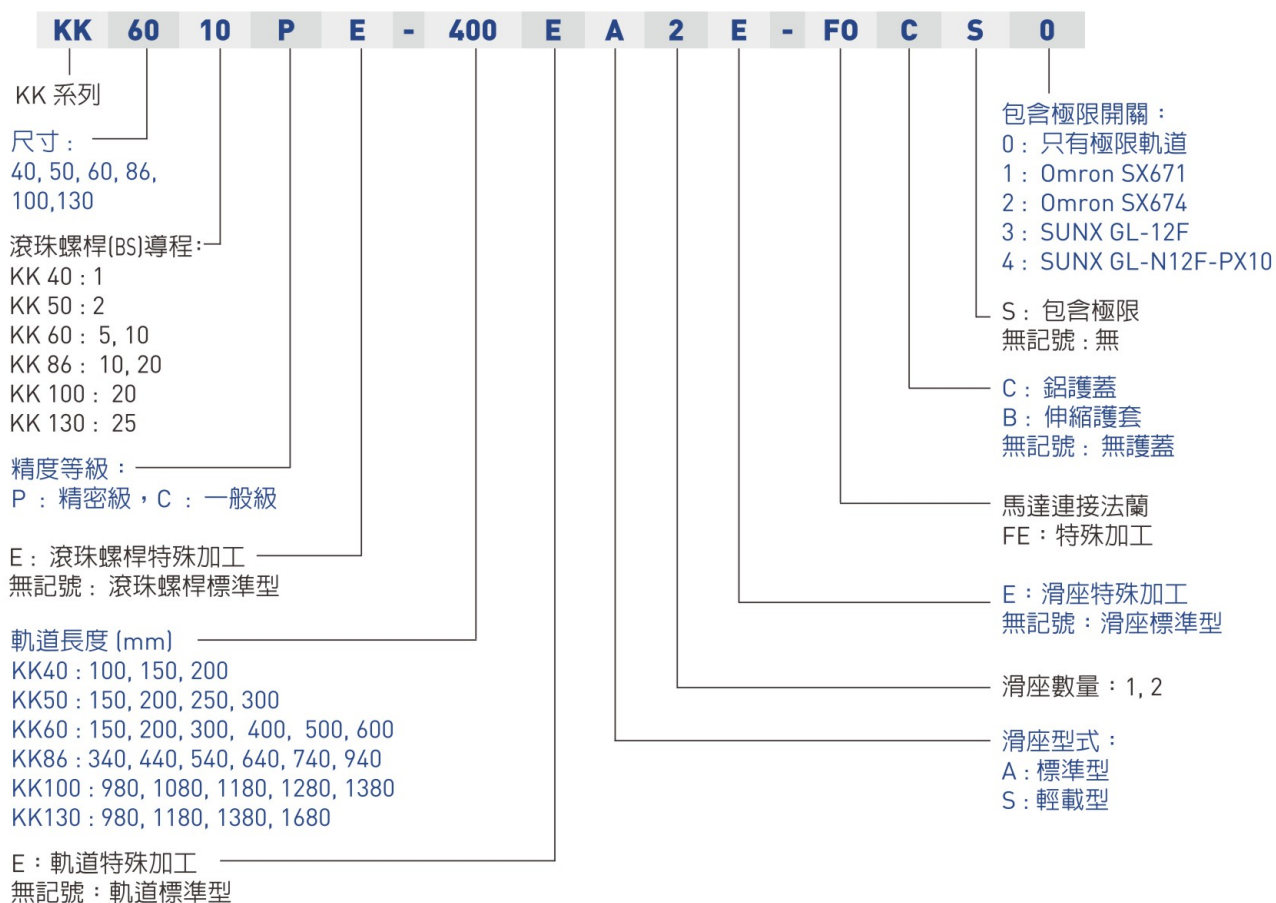 KK 60 10 P E - 400 E A 2 E - F0 C S 0
KK 系列
尺寸：
40, 50, 60, 86,
100,130
滾珠螺桿(BS)導程:
KK 40 : 1
KK 50 : 2
KK 60 : 5, 10
KK 86 : 10, 20
KK 100 : 20
KK 130 : 25
精度等級：
P : 精密級，C : 一般級
E : 滾珠螺桿特殊加工
無記號 : 滾珠螺桿標準型
軌道長度 (mm)
KK40 : 100, 150, 200
KK50 : 150, 200, 250, 300
KK60 : 150, 200, 300, 400, 500, 600
KK86 : 340, 440, 540, 640, 740, 940
KK100 : 980, 1080, 1180, 1280, 1380
KK130 : 980, 1180, 1380, 1680
E：軌道特殊加工
無記號：軌道標準型
包含極限開關：
0 : 只有極限軌道
1 : Omron SX671
2 : Omron SX674
3 : SUNX GL-12F
4 : SUNX GL-N12F-PX10
S : 包含極限
無記號 : 無
C : 鋁護蓋
B : 伸縮護套
無記號 : 無護蓋
馬達連接法蘭
FE：特殊加工
E：滑座特殊加工
無記號：滑座標準型
滑座數量：1, 2
滑座型式：
A : 標準型
S : 輕載型